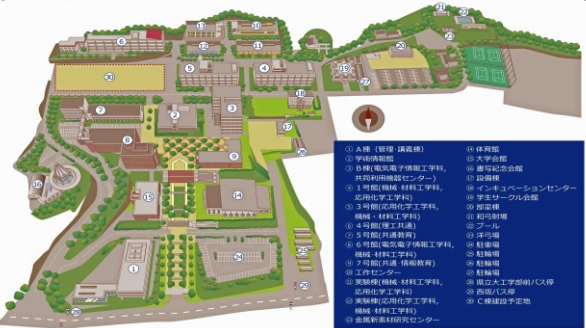 ① A棟 (管理・講義棟)
② 学術情報館
③ B棟(電気電子情報工学科,
共同利用機器センター)
④ 1号館(機械・材料工学科,
応用化学工学科)
⑤ 3号館(応用化学工学科,
機械・材料工学科)
⑥ 4号館(理工共通)
⑦ 5号館(共通教育)
⑧ 6号館(電気電子情報工学科,
機械・材料工学科)
⑨ 7号館(共通・情報教育)
⑩ 工作センター
⑪ 実験棟(機械・材料工学科,
応用化学工学科)
⑫ 実験棟(応用化学工学科,
機械・材料工学科)
⑬ 金属新素材研究センター
⑭ 体育館
⑮ 大学会館
⑯ 書写記念会館
⑰ 設備棟
⑱ インキュベーションセンター
⑲ 学生サークル会館
⑳ 部室棟
㉑ 和弓射場
㉒ プール
㉓ 洋弓場
㉔ 駐車場
㉕ 駐輪場
㉖ 駐輪場
㉗ 駐輪場
㉘ 県立大工学部前バス停
㉙ 西坂バス停
㉚ C棟建設予定地